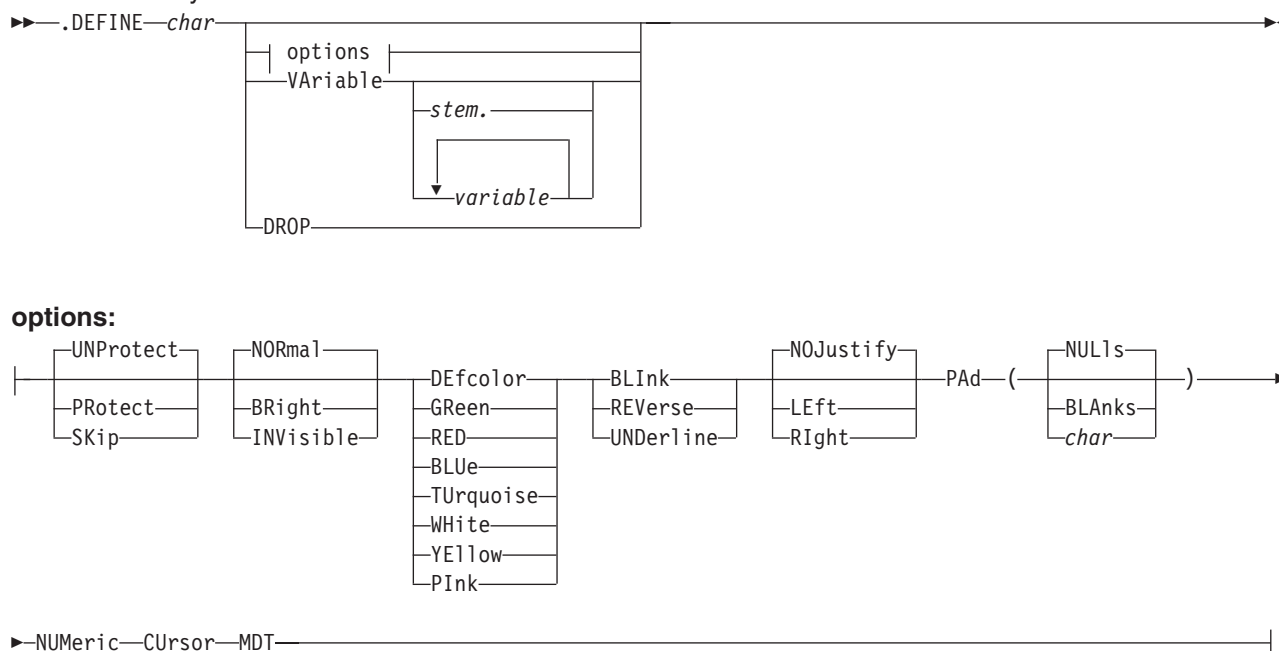 .DEFINE char
options
VAriable
stem.
variable
DROP
options:
UNProtect NORmal NOJustify NULls
DEfcolor BLInk PAd ( )
PRotect BRight GReen REVerse LEft BLAnks
SKip INVisible RED UNDerline RIght char
BLUe
TUrquoise
WHite
YEllow
PInk
NUMeric CUrsor MDT